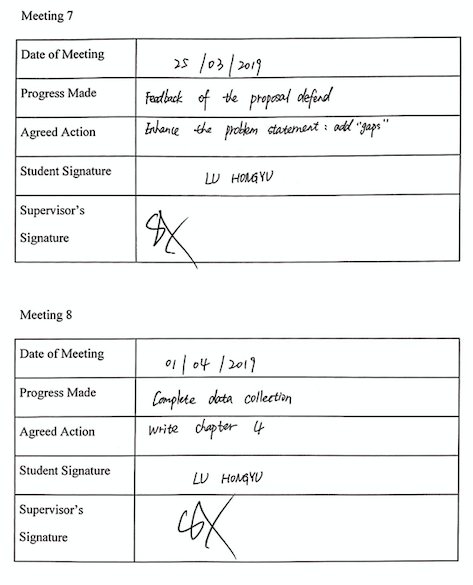 Meeting 7
Date of Meeting
25 / 03 / 2019
Progress Made
Feedback of the proposal defend
Agreed Action
Enhance the problem statement : add "gaps"
Student Signature
LU HONGYU
Supervisor's
Signature
Meeting 8
Date of Meeting
01 / 04 / 2019
Progress Made
Complete data collection
Agreed Action
Write chapter 4
Student Signature
LU HONGYU
Supervisor's
Signature